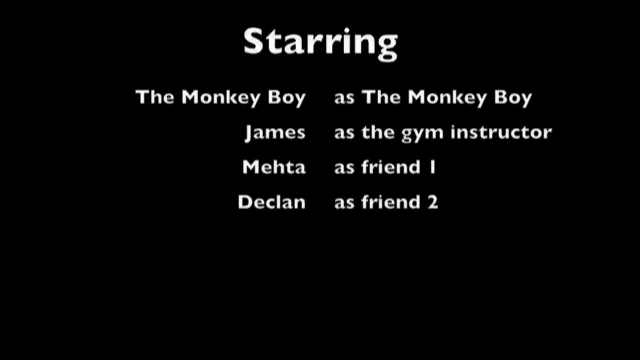 Starring
The Monkey Boy as The Monkey Boy
James as the gym instructor
Mehta as friend 1
Declan as friend 2